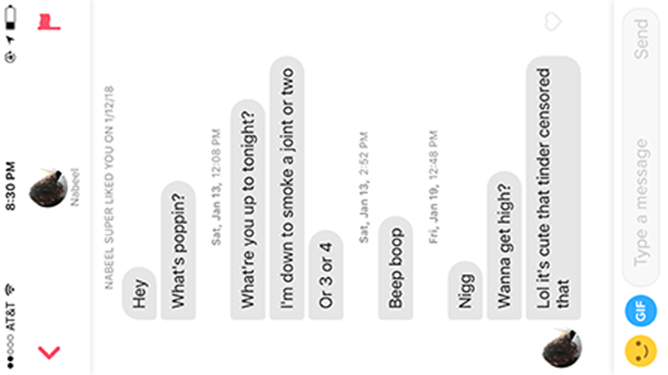 AT&T 8:30 PM
Nabeel
NABEEL SUPER LIKED YOU ON 1/12/18
Hey
What's poppin?
Sat, Jan 13, 12:08 PM
What're you up to tonight?
I'm down to smoke a joint or two
Or 3 or 4
Sat, Jan 13, 2:52 PM
Beep boop
Fri, Jan 19, 12:48 PM
Nigg
Wanna get high?
Lol it's cute that tinder censored
that
GIF Type a message Send